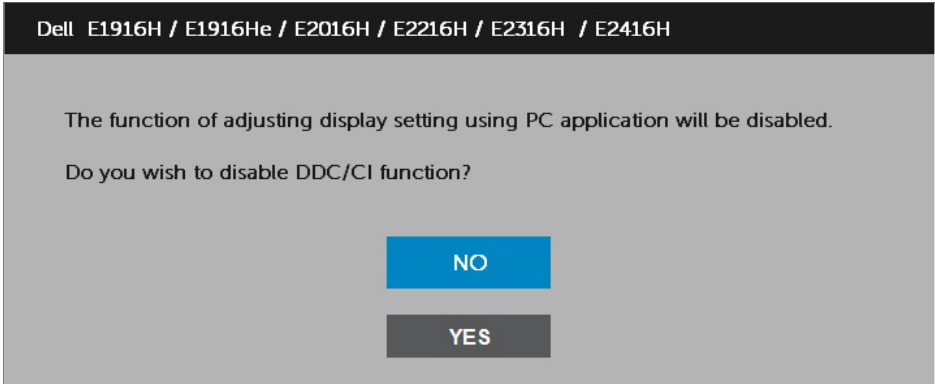 Dell E1916H / E1916He / E2016H / E2216H / E2316H / E2416H
The function of adjusting display setting using PC application will be disabled.
Do you wish to disable DDC/CI function?
NO
YES